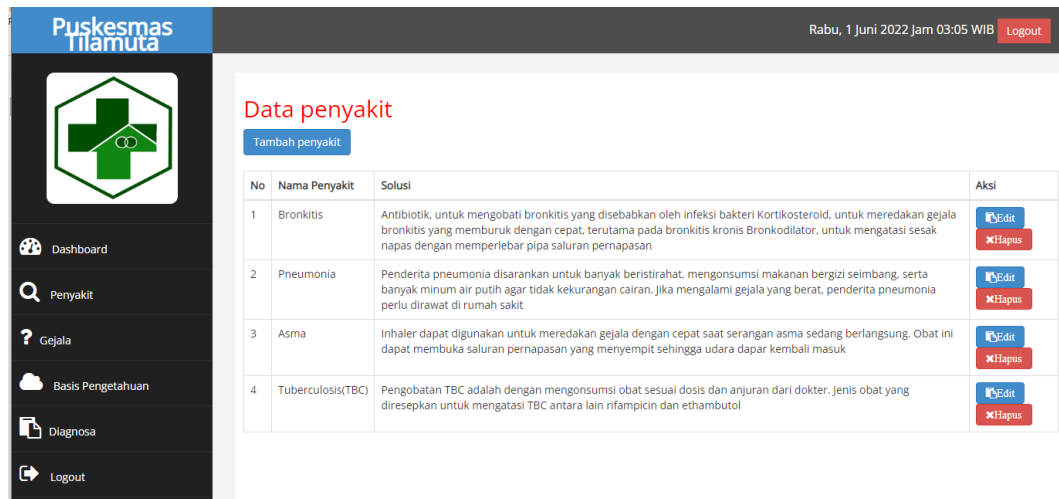 Puskesmas
Tilamuta
Rabu, 1 Juni 2022 Jam 03:05 WIB Logout
Dashboard
Penyakit
Gejala
Basis Pengetahuan
Diagnosa
Logout
Data penyakit
Tambah penyakit
No Nama Penyakit Solusi Aksi
1 Bronkitis Antibiotik, untuk mengobati bronkitis yang disebabkan oleh infeksi bakteri Kortikosteroid, untuk meredakan gejala
bronkitis yang memburuk dengan cepat, terutama pada bronkitis kronis Bronkodilator, untuk mengatasi sesak
napas dengan memperlebar pipa saluran pernapasan
Edit
Hapus
2 Pneumonia Penderita pneumonia disarankan untuk banyak beristirahat, mengonsumsi makanan bergizi seimbang, serta
banyak minum air putih agar tidak kekurangan cairan. Jika mengalami gejala yang berat, penderita pneumonia
perlu dirawat di rumah sakit
Edit
Hapus
3 Asma Inhaler dapat digunakan untuk meredakan gejala dengan cepat saat serangan asma sedang berlangsung. Obat ini
dapat membuka saluran pernapasan yang menyempit sehingga udara dapar kembali masuk
Edit
Hapus
4 Tuberculosis(TBC) Pengobatan TBC adalah dengan mengonsumsi obat sesuai dosis dan anjuran dari dokter. Jenis obat yang
diresepkan untuk mengatasi TBC antara lain rifampicin dan ethambutol
Edit
Hapus